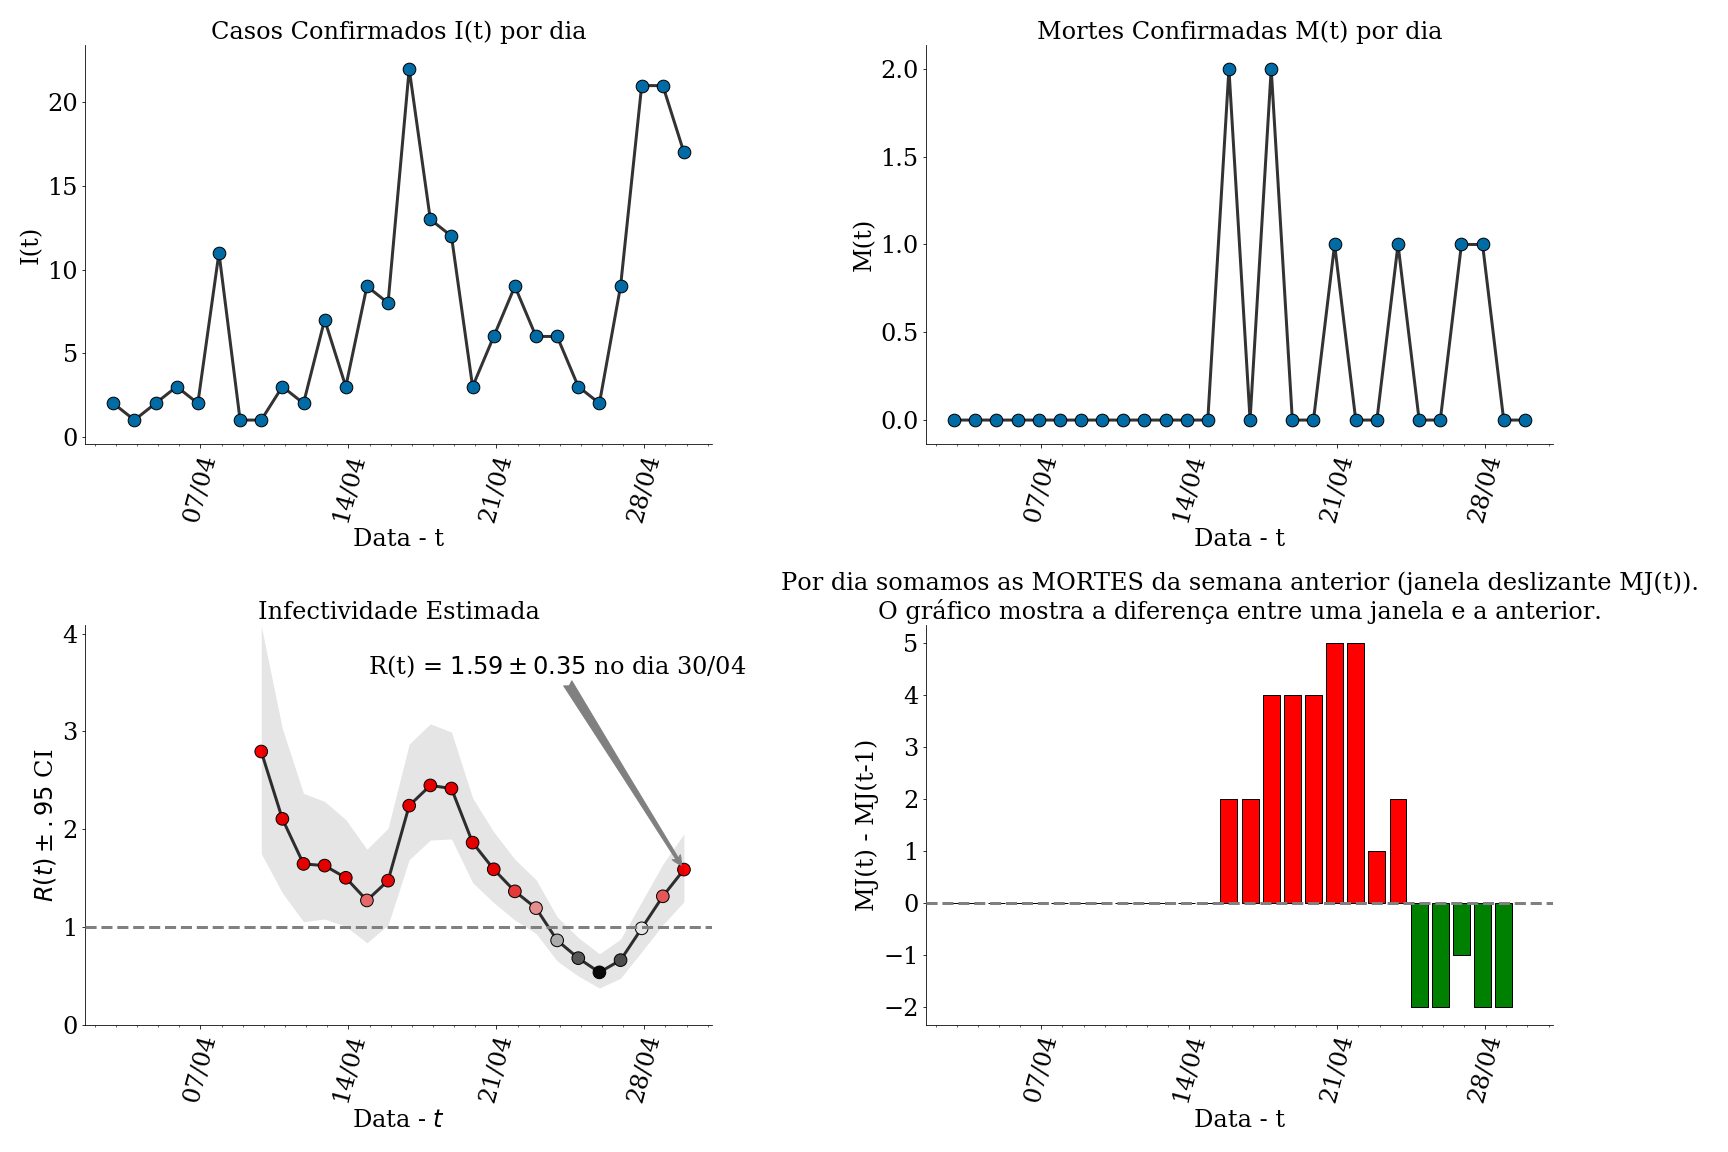 Casos Confirmados I(t) por dia
I(t)
20
15
10
5
0
07/04
14/04
21/04
28/04
Data - t
Mortes Confirmadas M(t) por dia
M(t)
2.0
1.5
1.0
0.5
0.0
07/04
14/04
21/04
28/04
Data - t
Infectividade Estimada
R(t) = 1.59 ± 0.35 no dia 30/04
R(t) ± .95 CI
4
3
2
1
0
07/04
14/04
21/04
28/04
Data - t
Por dia somamos as MORTES da semana anterior (janela deslizante MJ(t)).
O gráfico mostra a diferença entre uma janela e a anterior.
MJ(t) - MJ(t-1)
5
4
3
2
1
0
−1
−2
07/04
14/04
21/04
28/04
Data - t